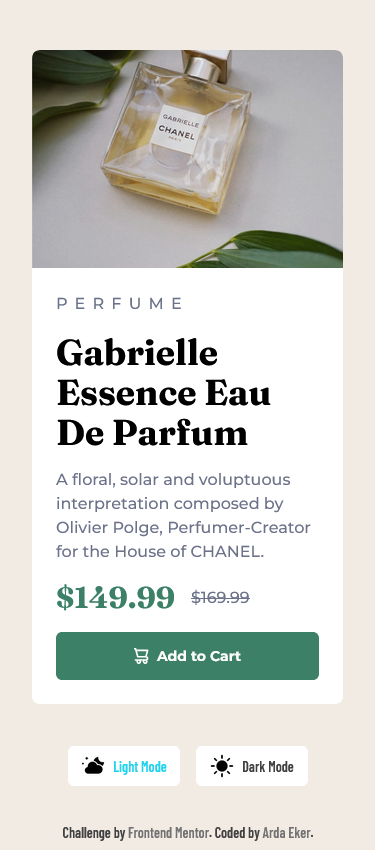 GABRIELLE
CHANEL
PARIS
PERFUME
Gabrielle
Essence Eau
De Parfum
A floral, solar and voluptuous
interpretation composed by
Olivier Polge, Perfumer-Creator
for the House of CHANEL.
$149.99 $169.99
Add to Cart
Light Mode Dark Mode
Challenge by Frontend Mentor. Coded by Arda Eker.